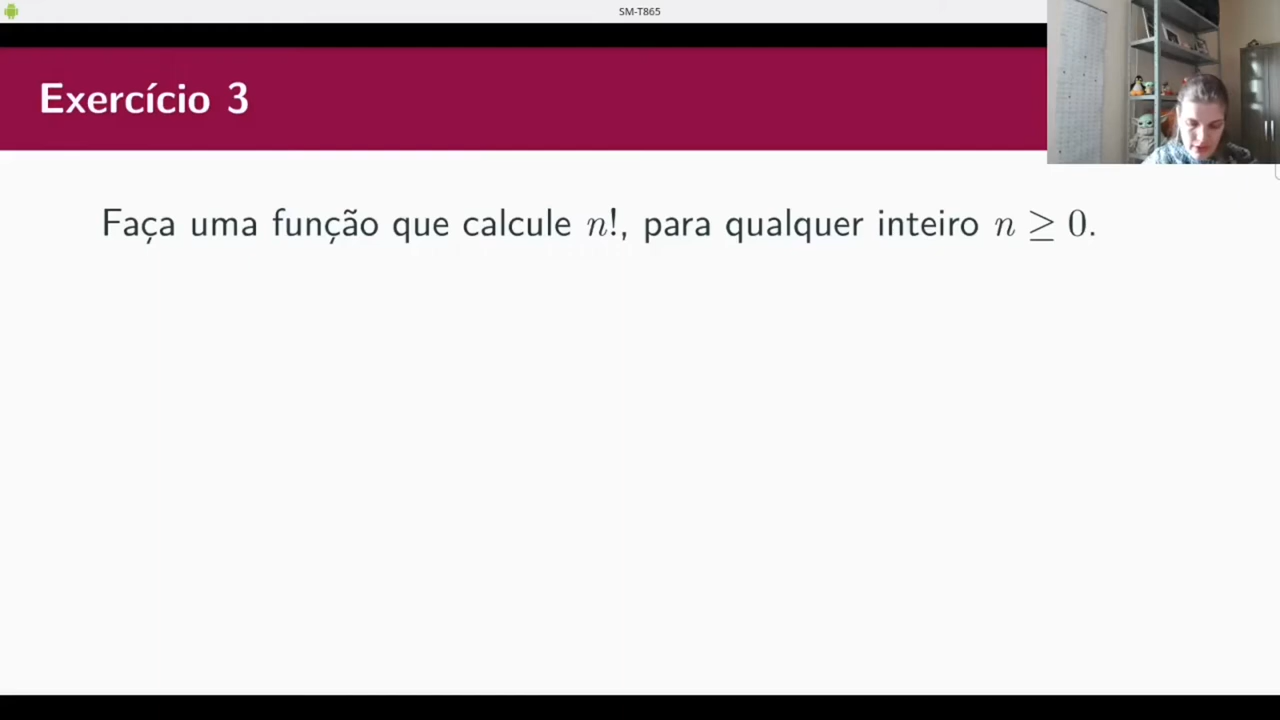 SM-T865
Exercício 3
Faça uma função que calcule n!, para qualquer inteiro n ≥ 0.